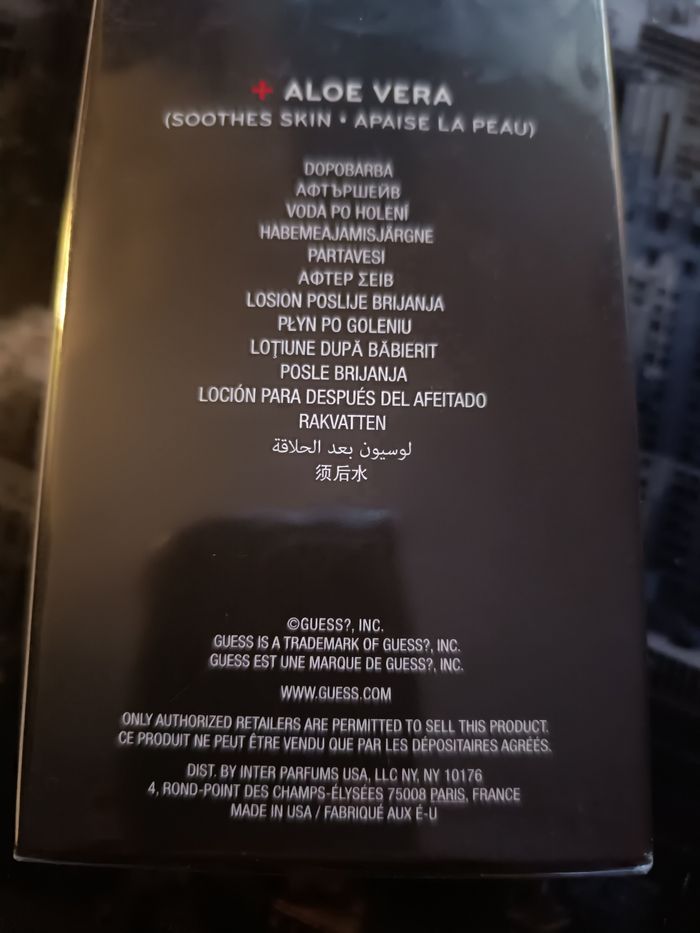 + ALOE VERA
(SOOTHES SKIN • APAISE LA PEAU)
DOPOBARBA
АФТЪРШЕЙВ
VODA PO HOLENÍ
HABEMEAJAMISJÄRGNE
PARTAVESI
ΑΦΤΕΡ ΣΕΙΒ
LOSION POSLIJE BRIJANJA
PŁYN PO GOLENIU
LOŢIUNE DUPĂ BĂBIERIT
POSLE BRIJANJA
LOCIÓN PARA DESPUÉS DEL AFEITADO
RAKVATTEN
لوسيون بعد الحلاقة
须后水
©GUESS?, INC.
GUESS IS A TRADEMARK OF GUESS?, INC.
GUESS EST UNE MARQUE DE GUESS?, INC.
WWW.GUESS.COM
ONLY AUTHORIZED RETAILERS ARE PERMITTED TO SELL THIS PRODUCT.
CE PRODUIT NE PEUT ÊTRE VENDU QUE PAR LES DÉPOSITAIRES AGRÉÉS.
DIST. BY INTER PARFUMS USA, LLC NY, NY 10176
4, ROND-POINT DES CHAMPS-ÉLYSÉES 75008 PARIS, FRANCE
MADE IN USA / FABRIQUÉ AUX É-U